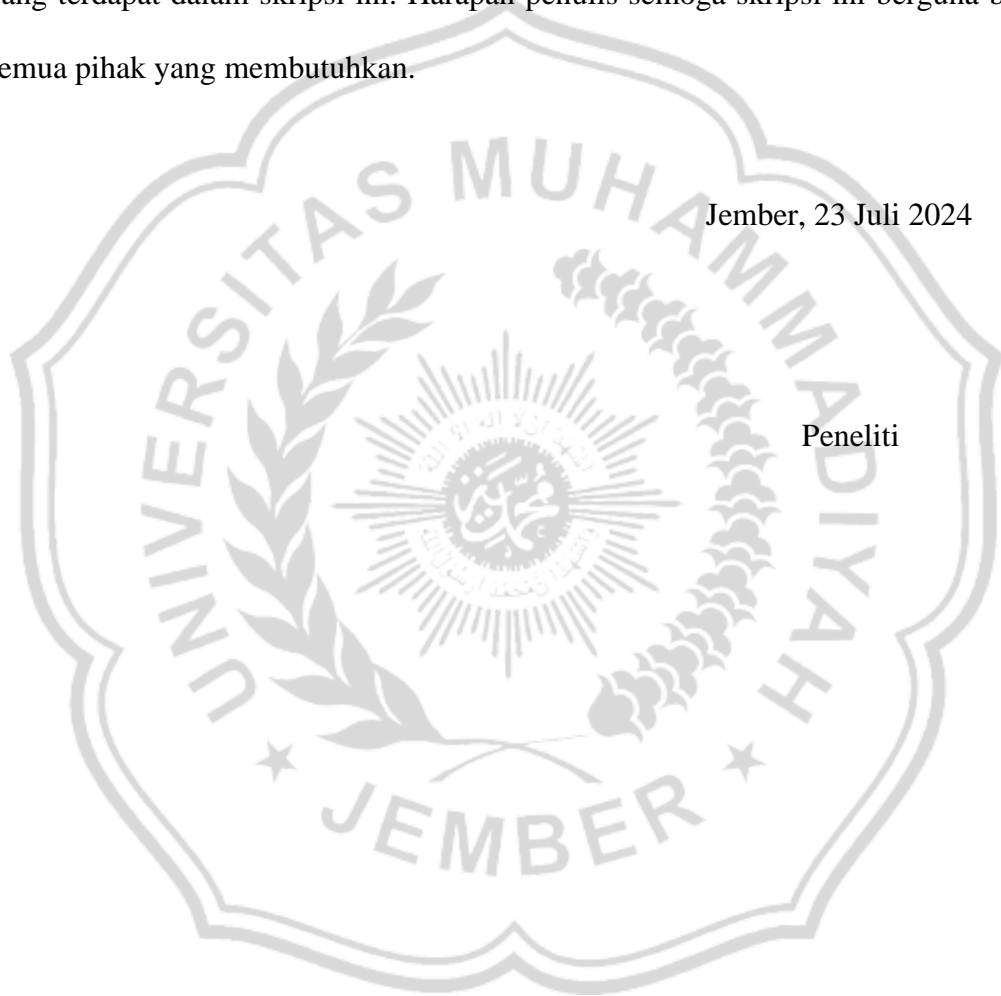 ang terdapat dalam skripsi ini. Harapan penulis semoga skripsi ini berguna b
emua pihak yang membutuhkan.
Jember, 23 Juli 2024
Peneliti
UNIVERSITAS MUHAMMADIYAH
JEMBER